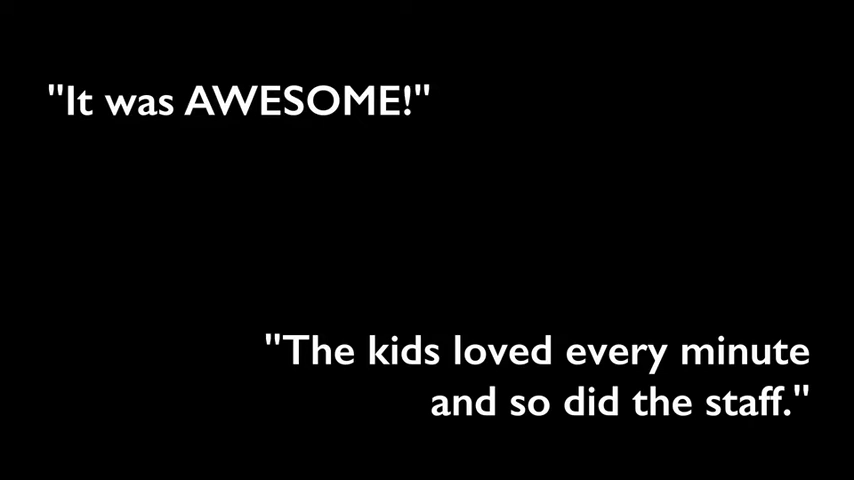 "It was AWESOME!"
"The kids loved every minute
and so did the staff."